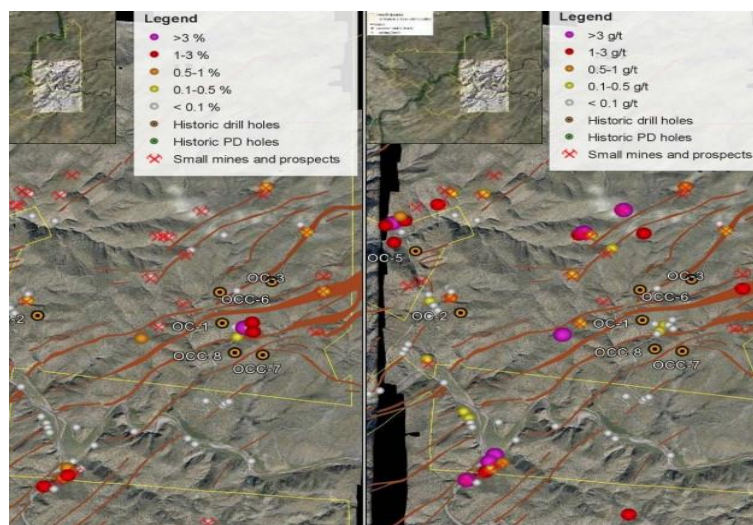 Legend
>3 %
1-3 %
0.5-1 %
0.1-0.5 %
< 0.1 %
Historic drill holes
Historic PD holes
Small mines and prospects
OC-3
OCC-6
OC-1
-2
OCC-8
OCC-7
Legend
>3 g/t
1-3 g/t
0.5-1 g/t
0.1-0.5 g/t
< 0.1 g/t
Historic drill holes
Historic PD holes
Small mines and prospects
OC-5
OC-3
OCC-6
OC-2
OC-1
OCC-8
OCC-7